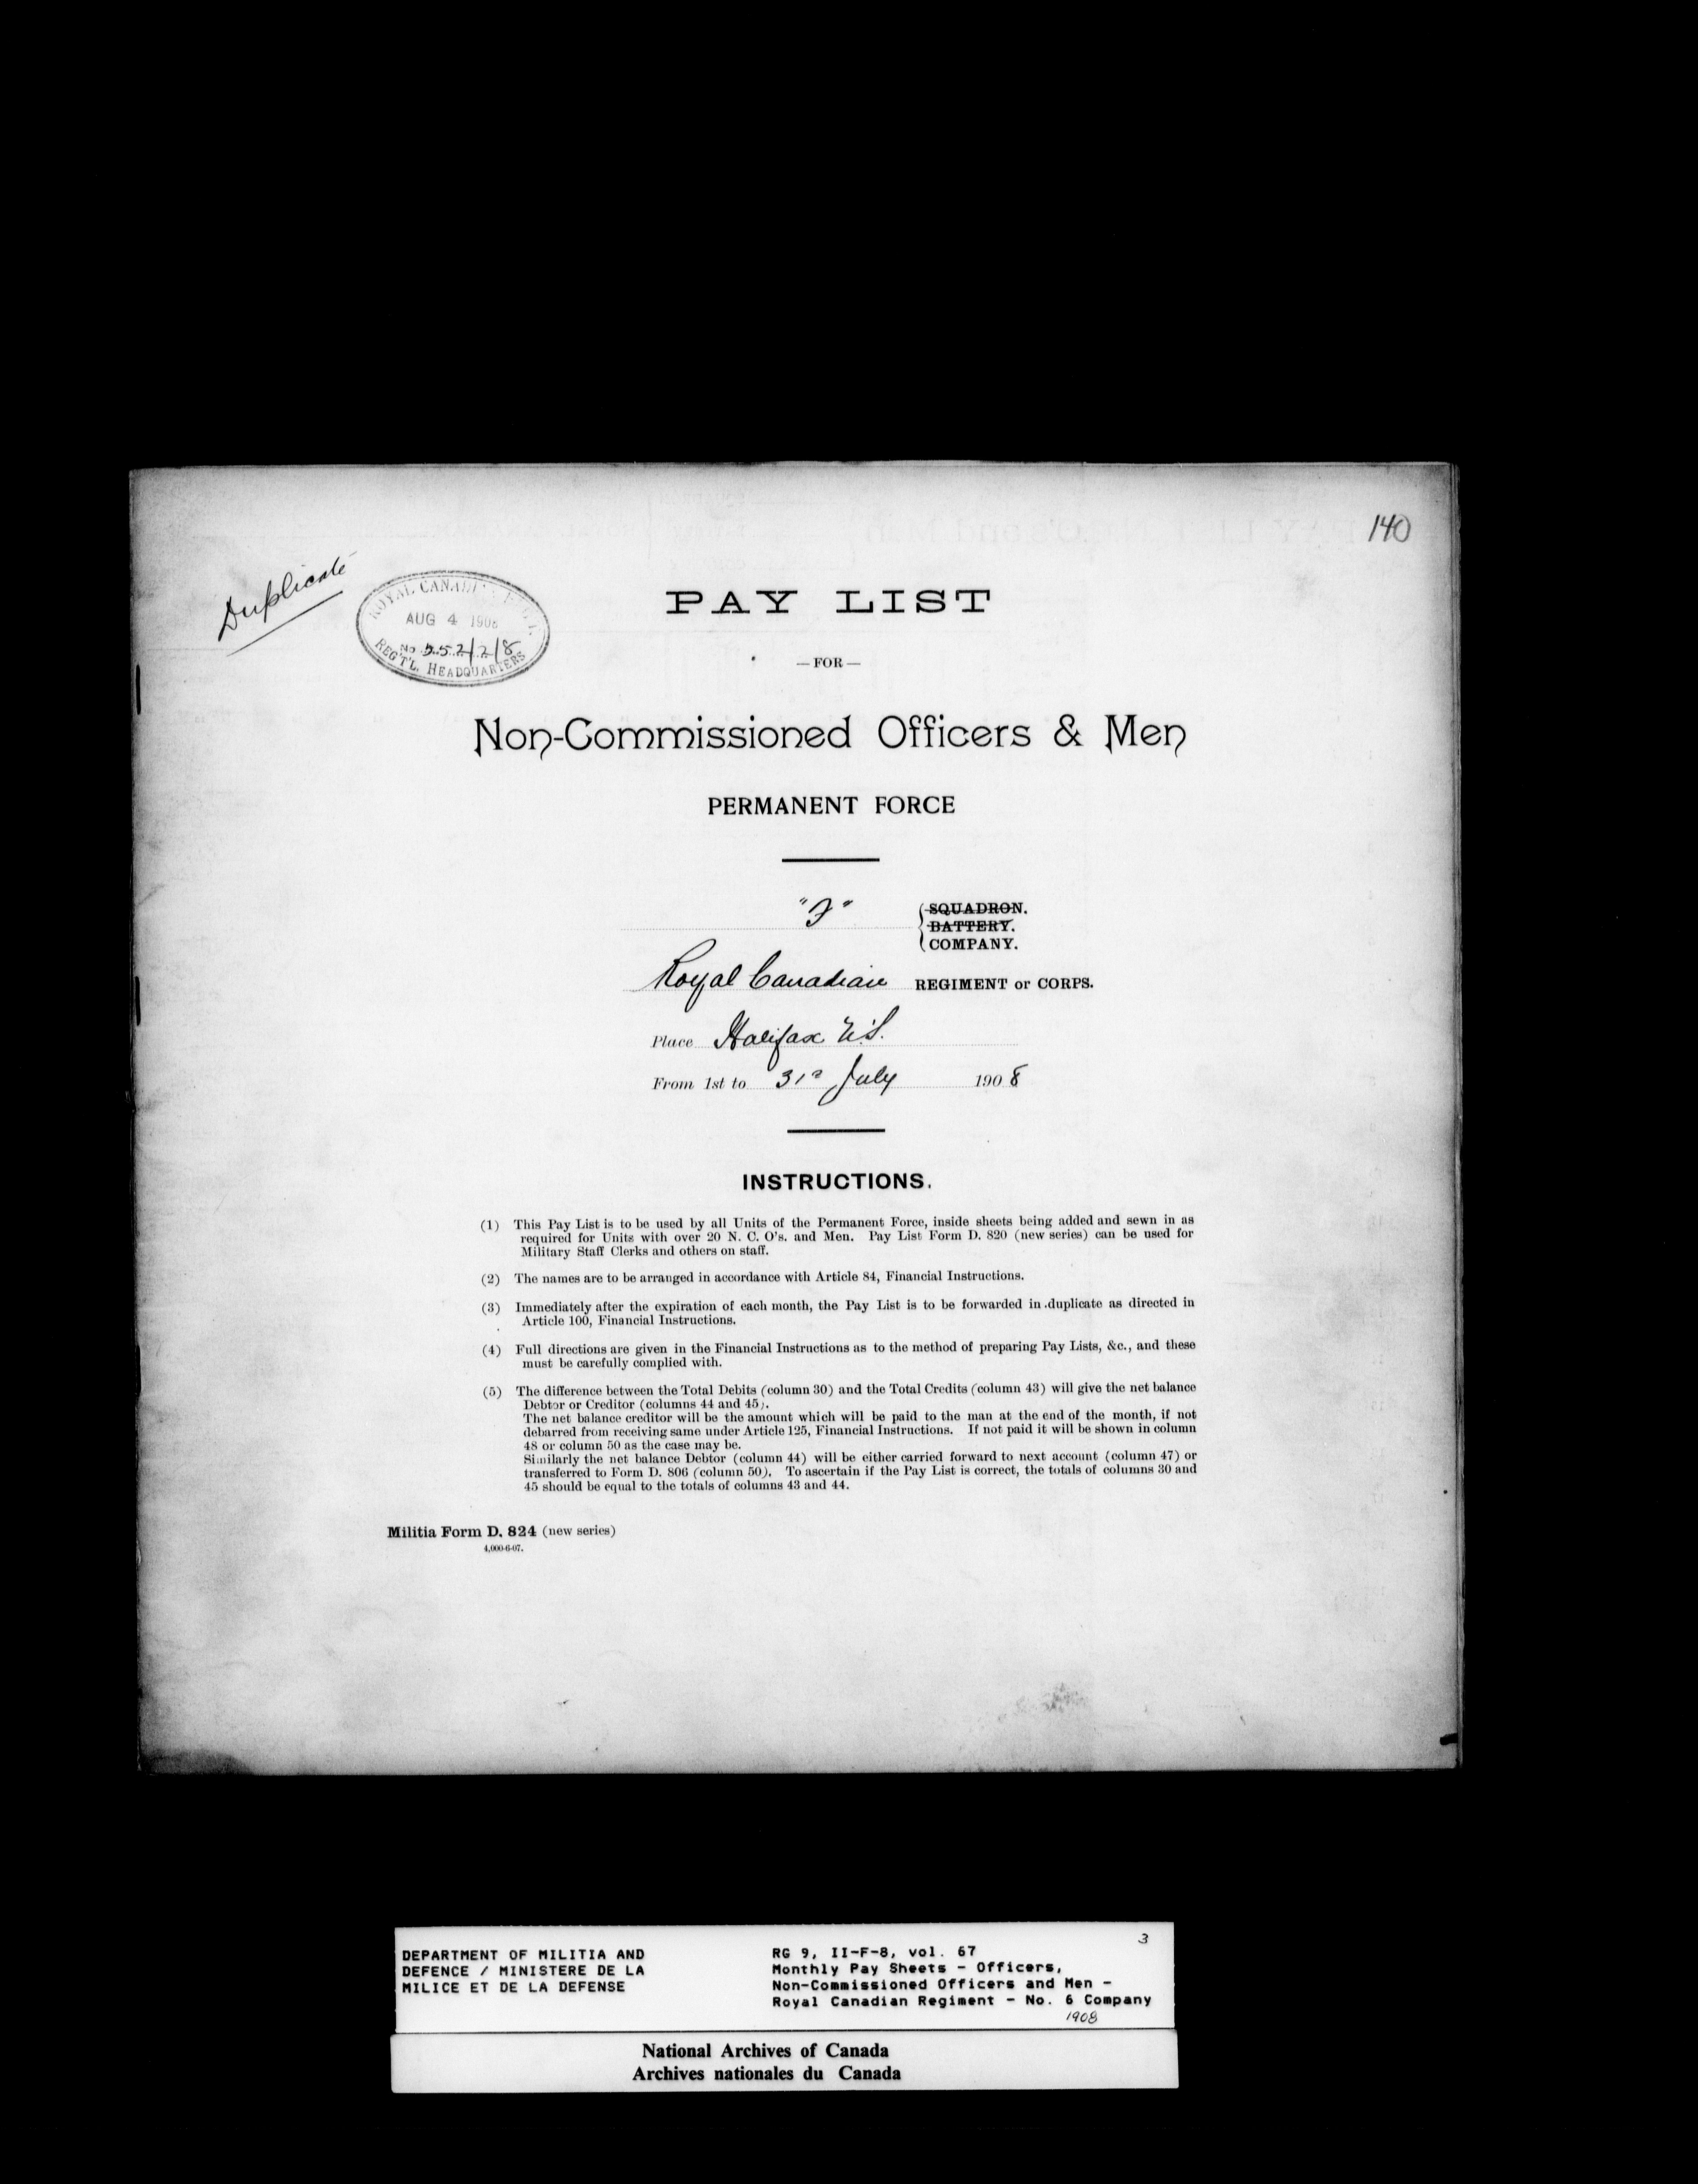 140
Duplicate
ROYAL CANADI
AUG 4 1908
No 552/2/8
REG'T'L. HEADQUARTERS
PAY LIST
— FOR —
Non-Commissioned Officers & Men
PERMANENT FORCE
SQUADRON.
BATTERY.
COMPANY.
Royal Canadian REGIMENT or CORPS.
Place Halifax N.S.
From 1st to 31st July 1908
INSTRUCTIONS.
(1) This Pay List is to be used by all Units of the Permanent Force, inside sheets being added and sewn in as
required for Units with over 20 N. C. O's. and Men. Pay List Form D. 820 (new series) can be used for
Military Staff Clerks and others on staff.
(2) The names are to be arranged in accordance with Article 84, Financial Instructions.
(3) Immediately after the expiration of each month, the Pay List is to be forwarded in duplicate as directed in
Article 100, Financial Instructions.
(4) Full directions are given in the Financial Instructions as to the method of preparing Pay Lists, &c., and these
must be carefully complied with.
(5) The difference between the Total Debits (column 30) and the Total Credits (column 43) will give the net balance
Debtor or Creditor (columns 44 and 45).
The net balance creditor will be the amount which will be paid to the man at the end of the month, if not
debarred from receiving same under Article 125, Financial Instructions. If not paid it will be shown in column
48 or column 50 as the case may be.
Similarly the net balance Debtor (column 44) will be either carried forward to next account (column 47) or
transferred to Form D. 806 (column 50). To ascertain if the Pay List is correct, the totals of columns 30 and
45 should be equal to the totals of columns 43 and 44.
Militia Form D. 824 (new series)
4,000-6-07.
3
DEPARTMENT OF MILITIA AND
DEFENCE / MINISTERE DE LA
MILICE ET DE LA DEFENSE
RG 9, II-F-8, vol. 67
Monthly Pay Sheets - Officers,
Non-Commissioned Officers and Men -
Royal Canadian Regiment - No. 6 Company
1908
National Archives of Canada
Archives nationales du Canada